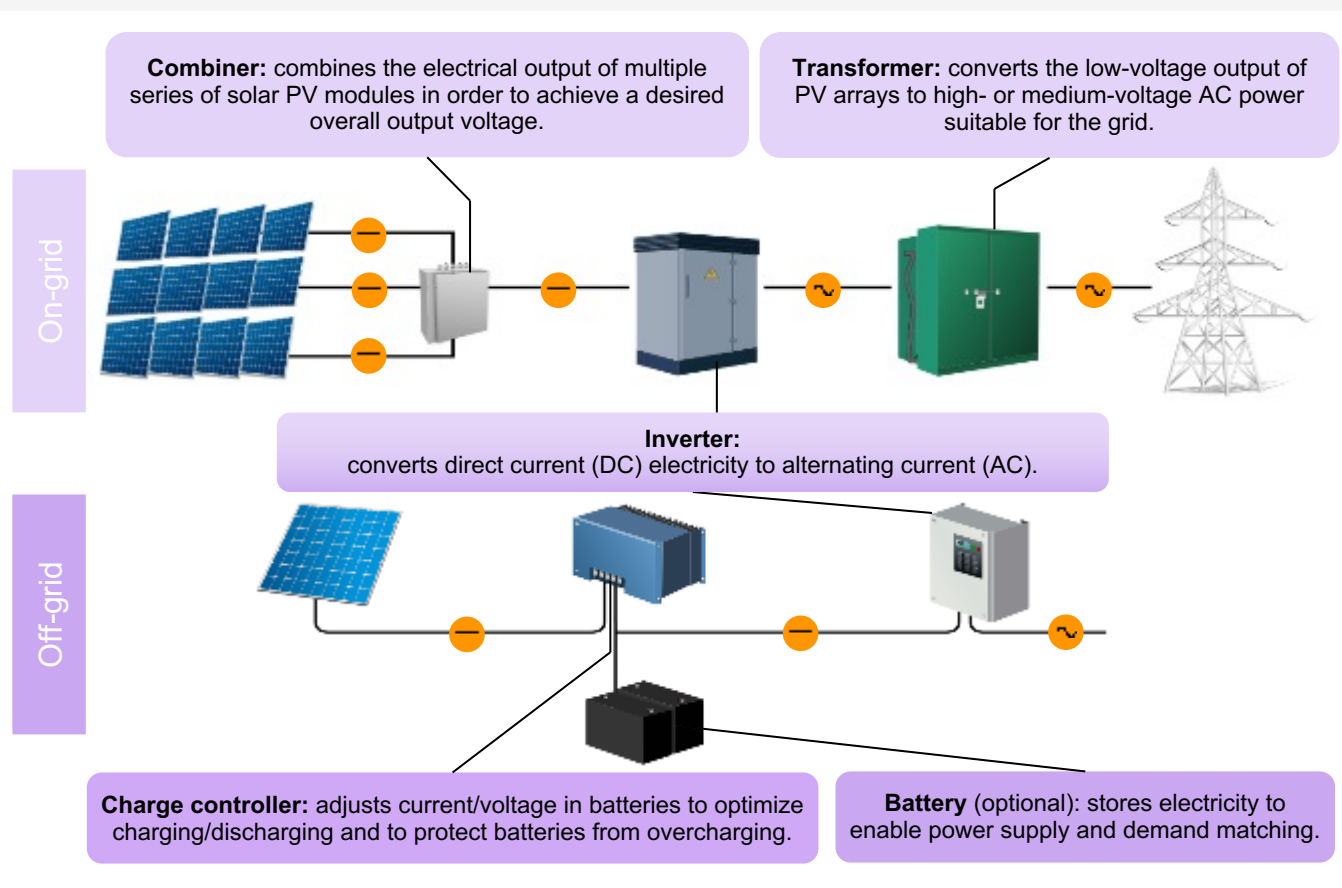 Combiner: combines the electrical output of multiple
series of solar PV modules in order to achieve a desired
overall output voltage.
Transformer: converts the low-voltage output of
PV arrays to high- or medium-voltage AC power
suitable for the grid.
On-grid
Inverter:
converts direct current (DC) electricity to alternating current (AC).
Off-grid
Charge controller: adjusts current/voltage in batteries to optimize
charging/discharging and to protect batteries from overcharging.
Battery (optional): stores electricity to
enable power supply and demand matching.